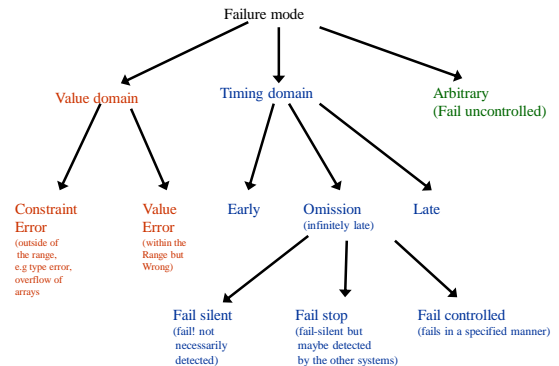 Failure mode
Value domain
Timing domain
Arbitrary
(Fail uncontrolled)
Constraint
Error
(outside of
the range,
e.g type error,
overflow of
arrays
Value
Error
(within the
Range but
Wrong)
Early
Omission
(infinitely late)
Late
Fail silent
(fail! not
necessarily
detected)
Fail stop
(fail-silent but
maybe detected
by the other systems)
Fail controlled
(fails in a specified manner)